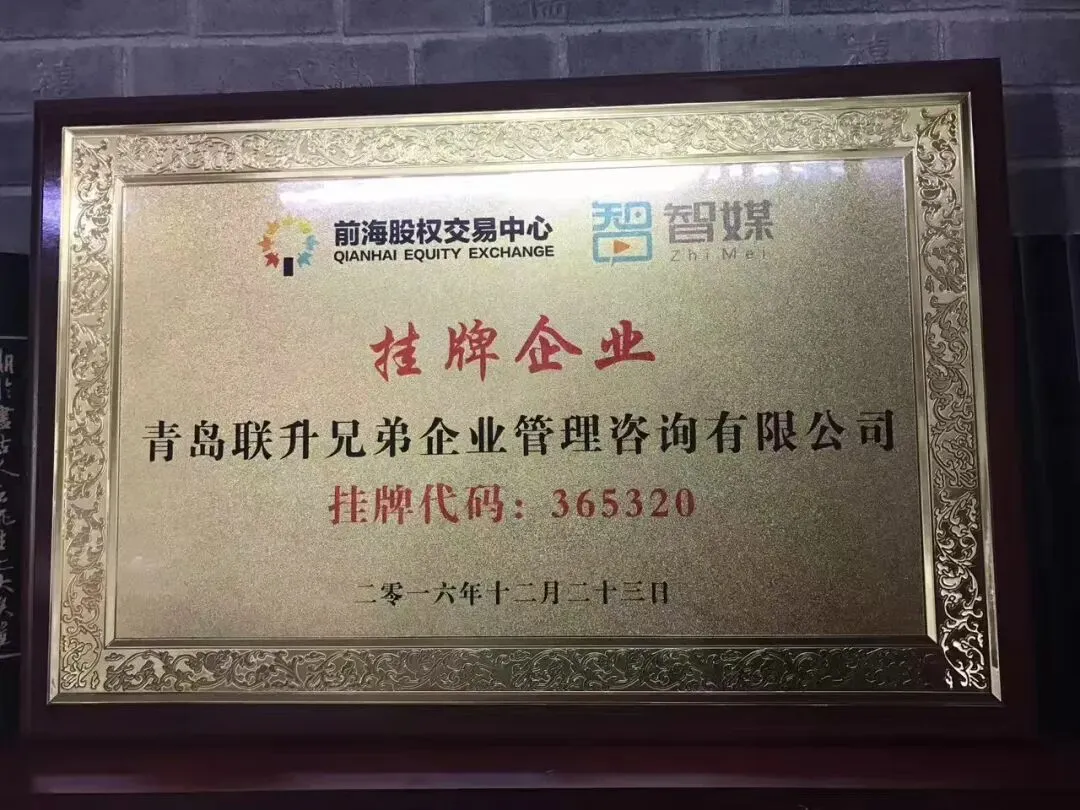 前海股权交易中心
QIANHAI EQUITY EXCHANGE
智媒
ZhiMei
挂牌企业
青岛联升兄弟企业管理咨询有限公司
挂牌代码：365320
二零一六年十二月二十三日